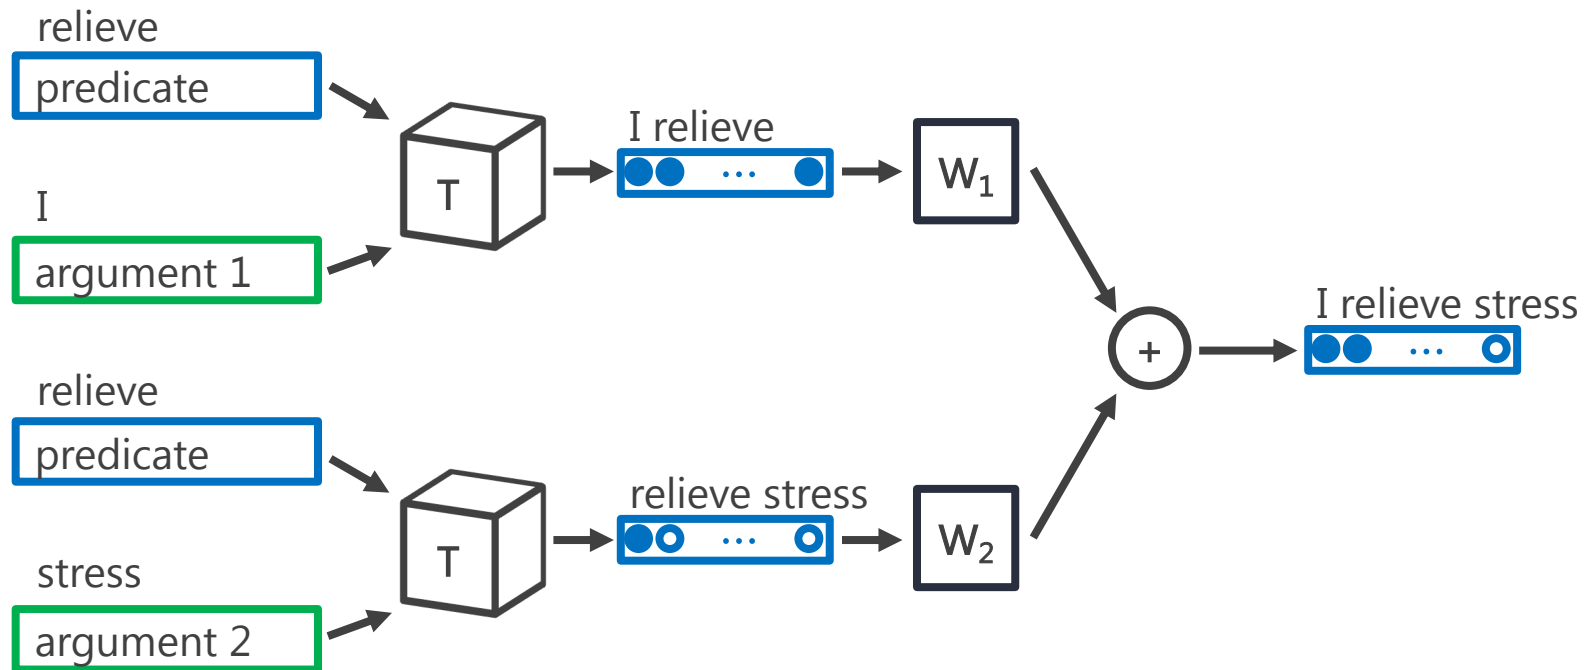 relieve
predicate
I
argument 1
T
I relieve
...
W1
relieve
predicate
stress
argument 2
T
relieve stress
...
W2
+
I relieve stress
...